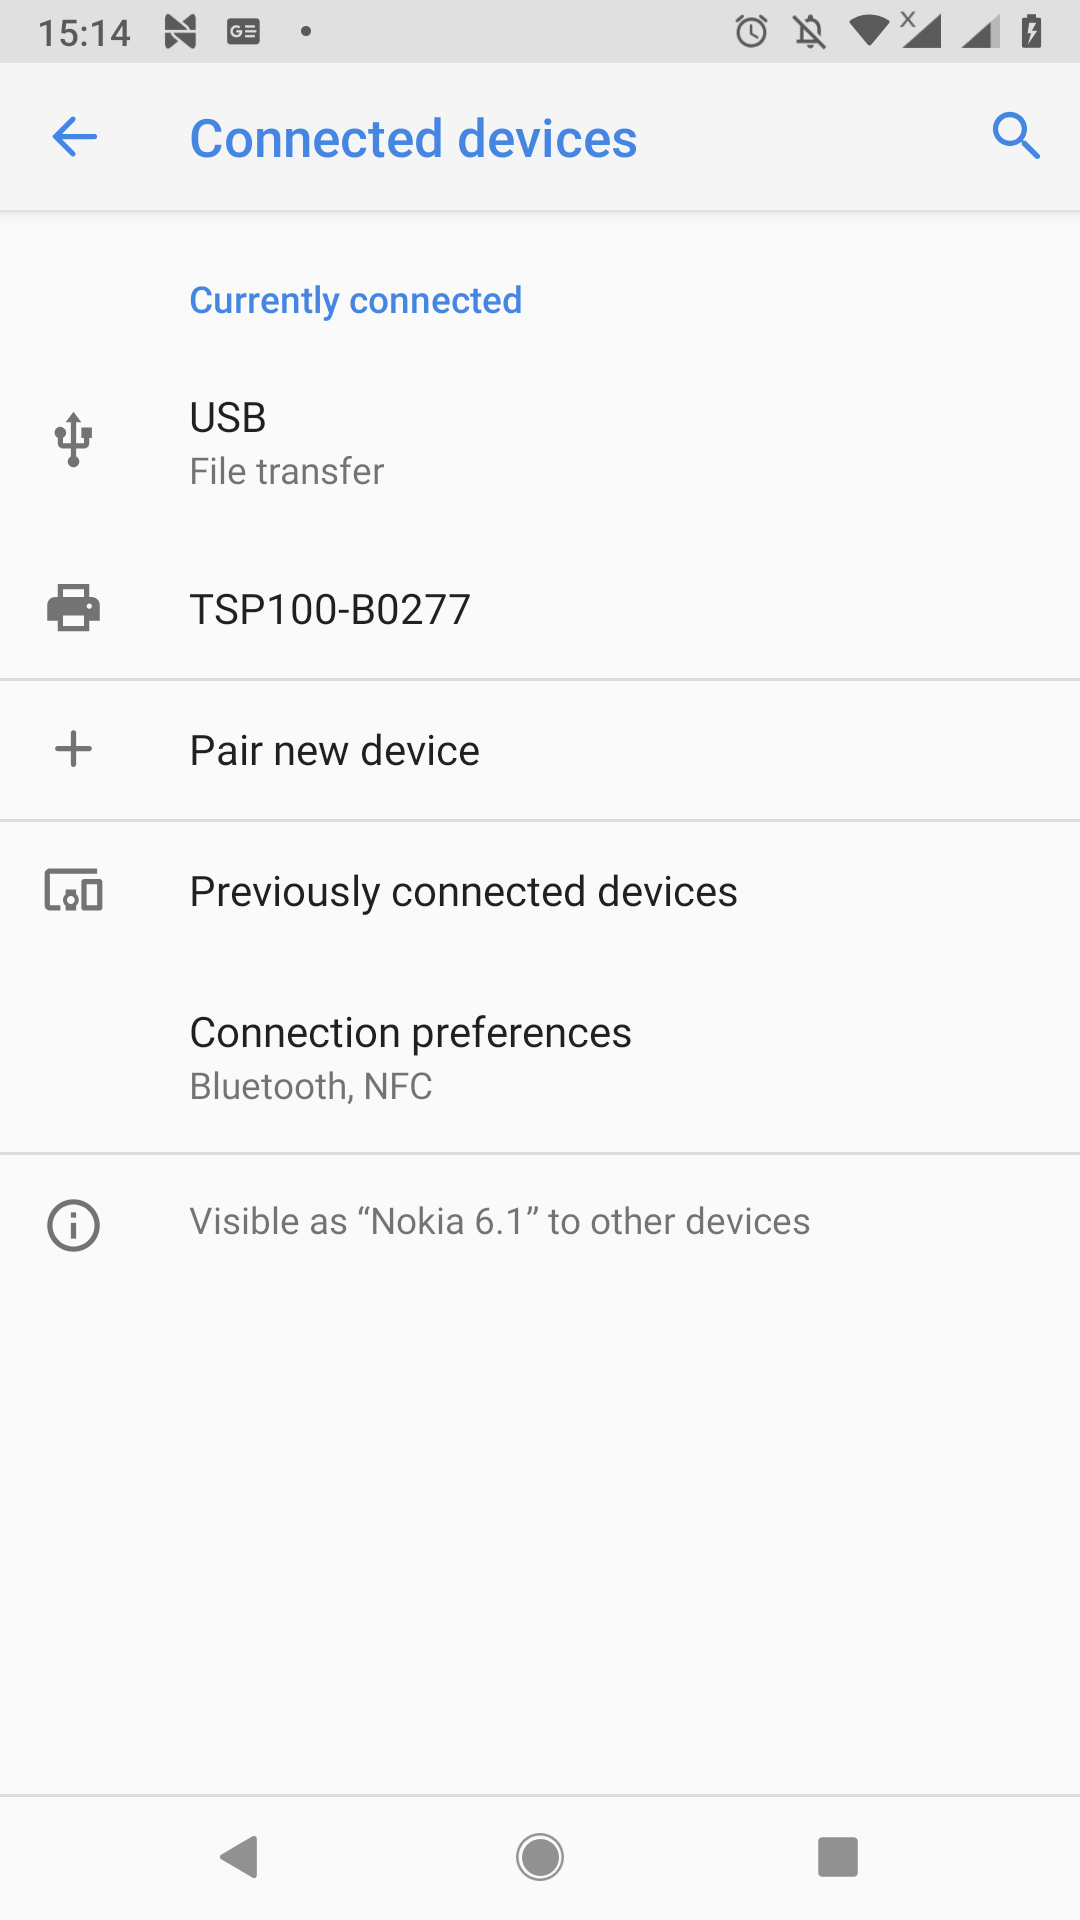 15:14
Connected devices
Currently connected
USB
File transfer
TSP100-B0277
Pair new device
Previously connected devices
Connection preferences
Bluetooth, NFC
Visible as “Nokia 6.1” to other devices